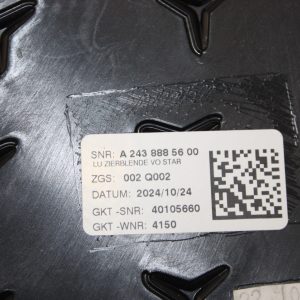 SNR: A 243 888 56 00
LU ZIERBLENDE VO STAR
ZGS: 002 Q002
DATUM: 2024/10/24
GKT -SNR: 40105660
GKT -WNR: 4150